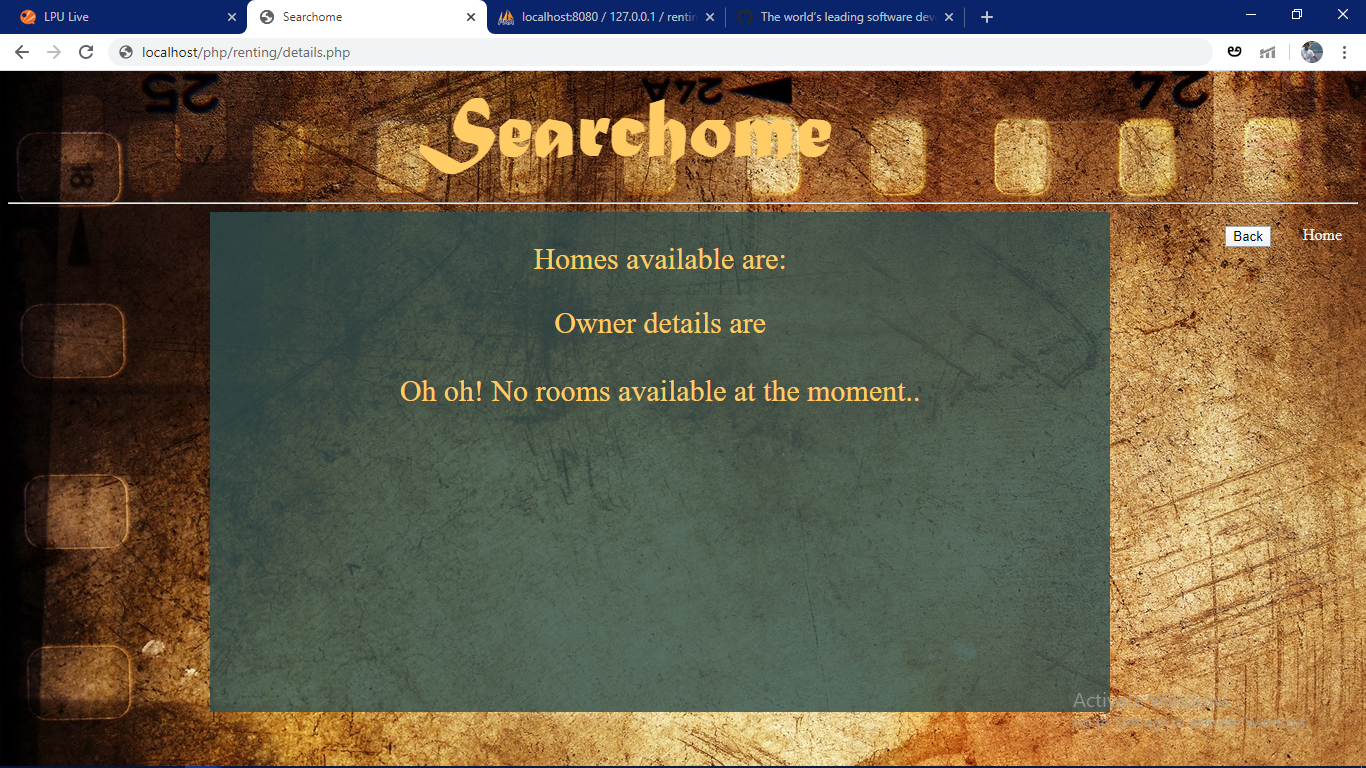 LPU Live
Searchome
localhost:8080 / 127.0.0.1 / rentin
The world's leading software dev
localhost/php/renting/details.php
25
24A
24
Searchome
18
Back
Home
Homes available are:
Owner details are
Oh oh! No rooms available at the moment..
Activate Windows